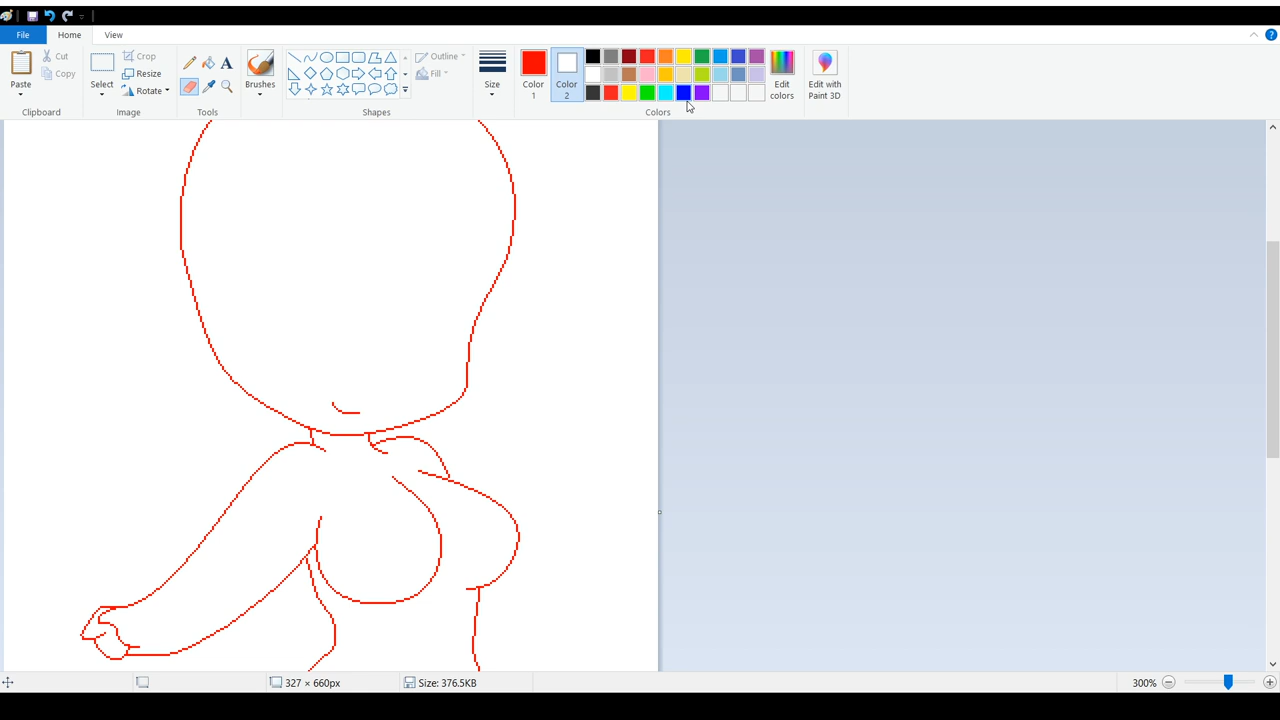 File Home View
Paste
Cut
Copy
Clipboard
Select
Crop
Resize
Rotate
Image
A
Tools
Brushes
Shapes
Outline
Fill
Size
Color 1
Color 2
Colors
Edit colors
Edit with Paint 3D
327 × 660px
Size: 376.5KB
300%